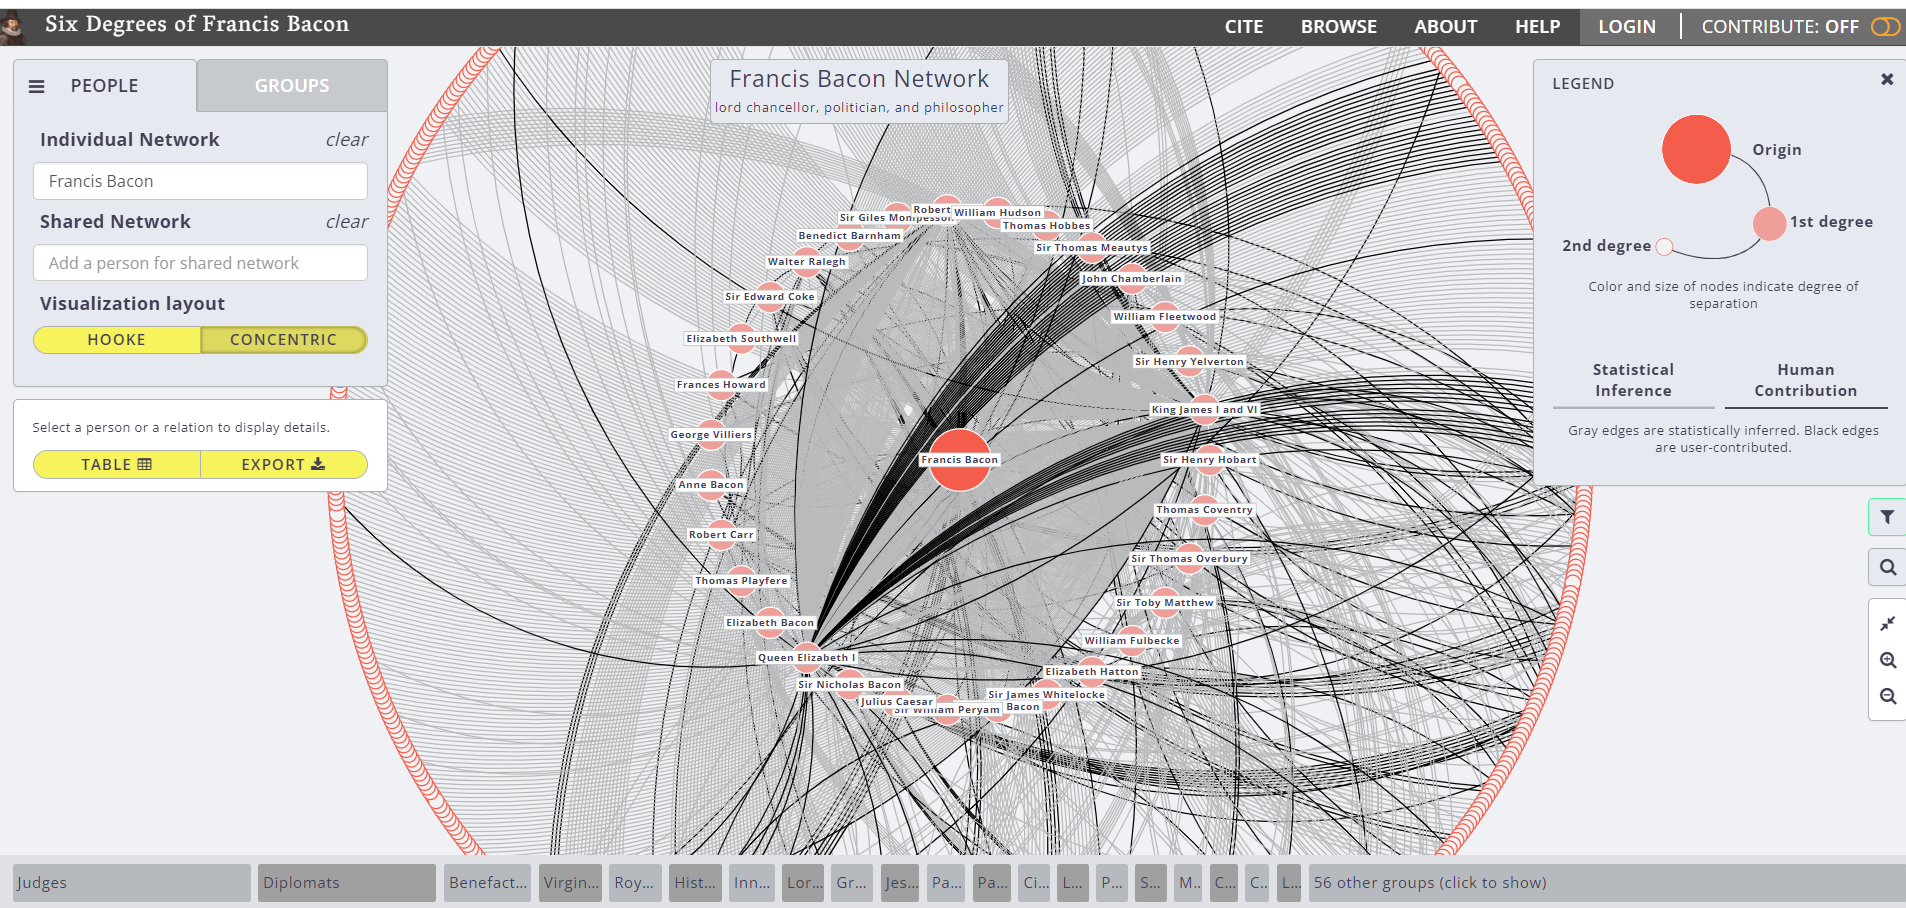 Six Degrees of Francis Bacon
CITE
BROWSE
ABOUT
HELP
LOGIN
CONTRIBUTE: OFF
PEOPLE
GROUPS
Individual Network
clear
Francis Bacon
Shared Network
clear
Add a person for shared network
Visualization layout
HOOKE
CONCENTRIC
Select a person or a relation to display details.
TABLE
EXPORT
Francis Bacon Network
lord chancellor, politician, and philosopher
Robert
William Hudson
Sir Giles Mompesson
Thomas Hobbes
Benedict Barnham
Sir Thomas Meautys
Walter Ralegh
John Chamberlain
Sir Edward Coke
William Fleetwood
Elizabeth Southwell
Sir Henry Yelverton
Frances Howard
King James I and VI
George Villiers
Francis Bacon
Sir Henry Hobart
Anne Bacon
Thomas Coventry
Robert Carr
Sir Thomas Overbury
Thomas Playfere
Sir Toby Matthew
Elizabeth Bacon
William Fulbecke
Queen Elizabeth I
Elizabeth Hatton
Sir Nicholas Bacon
Sir James Whitelocke
Julius Caesar
Sir William Peryam
Bacon
LEGEND
Origin
1st degree
2nd degree
Color and size of nodes indicate degree of
separation
Statistical
Inference
Human
Contribution
Gray edges are statistically inferred. Black edges
are user-contributed.
Judges
Diplomats
Benefact...
Virgin...
Roy...
Hist...
Inn...
Lor...
Gr...
Jes...
Pa...
Pa...
Ci...
L...
P...
S...
M..
C...
C..
L..
56 other groups (click to show)